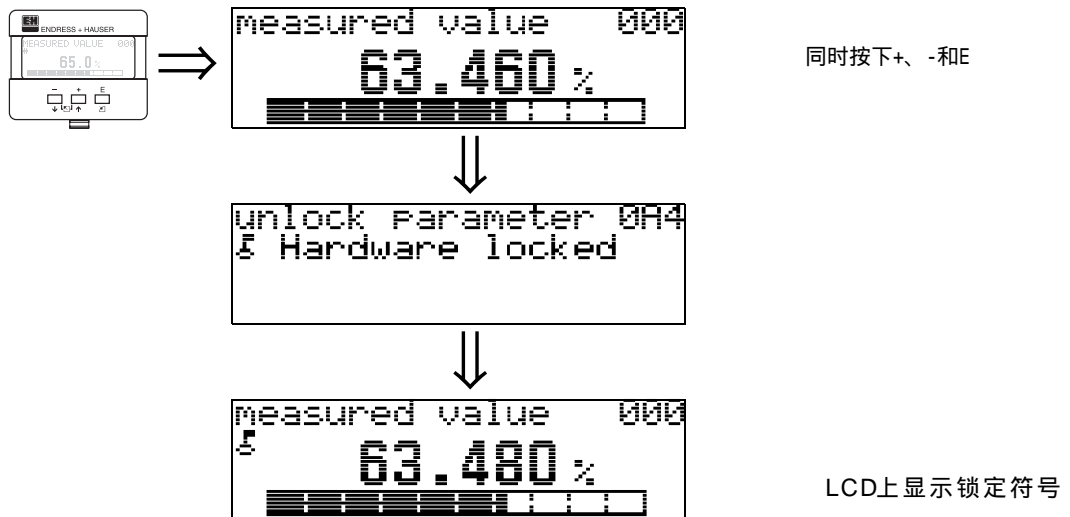 ENDRESS + HAUSER
MEASURED VALUE 000
65.0 %
- + E
measured value 000
63.460 %
同时按下+、-和E
unlock parameter 0A4
Hardware locked
measured value 000
63.480 %
LCD上显示锁定符号